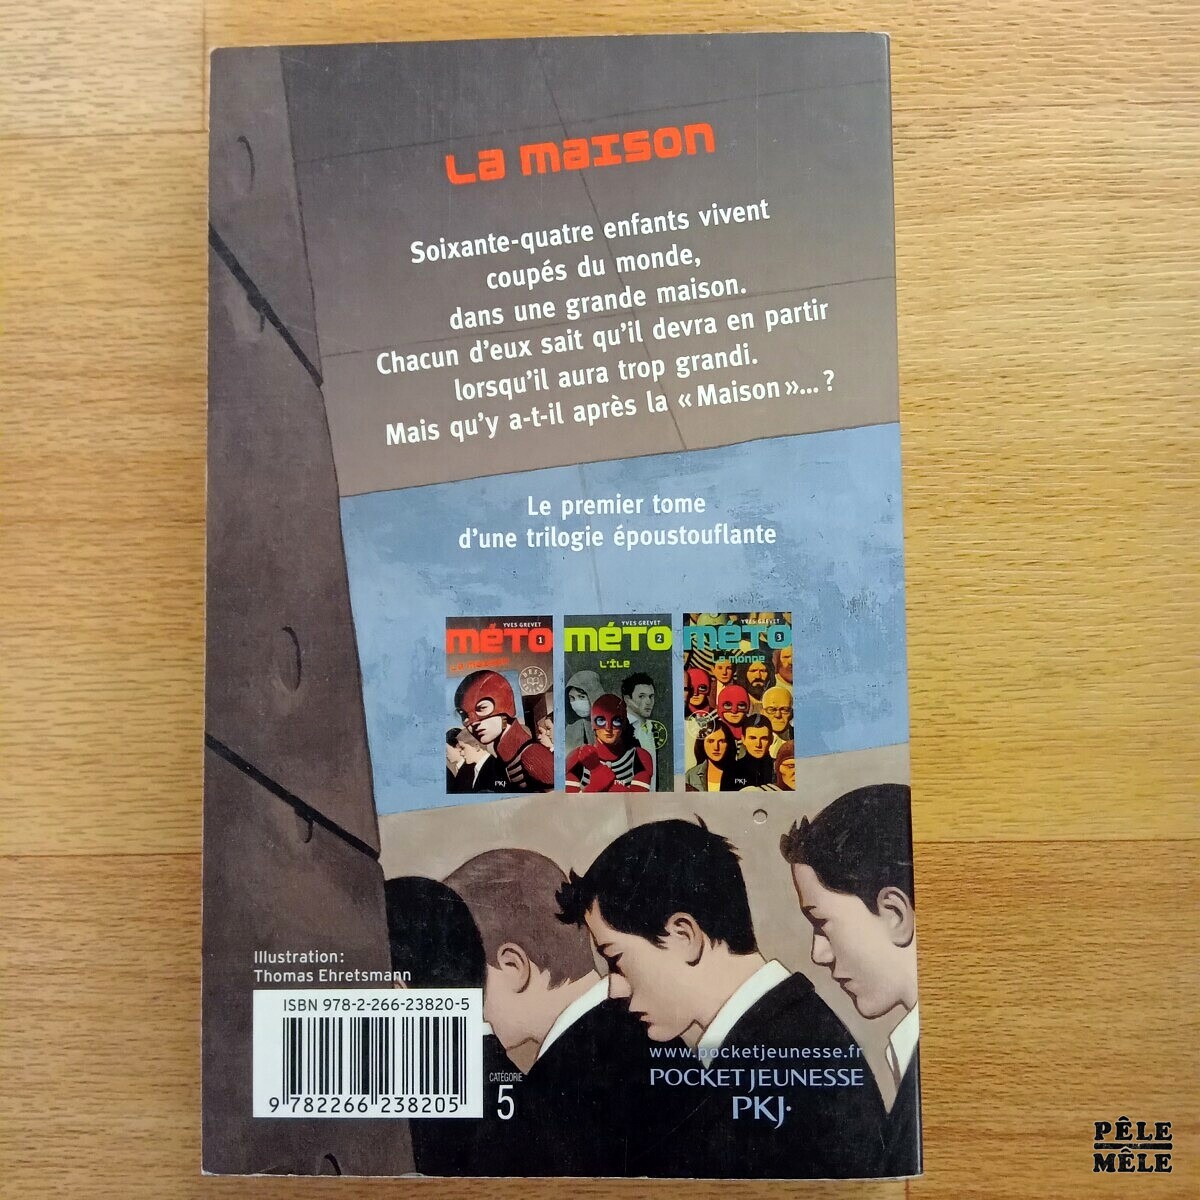 La maison
Soixante-quatre enfants vivent
coupés du monde,
dans une grande maison.
Chacun d'eux sait qu'il devra en partir
lorsqu'il aura trop grandi.
Mais qu'y a-t-il après la « Maison »... ?
Le premier tome
d'une trilogie époustouflante
YVES GREVET
méto 1
La maison
PKJ·
YVES GREVET
méto 2
L'île
PKJ·
YVES GREVET
méto 3
Le monde
PKJ·
Illustration :
Thomas Ehretsmann
ISBN 978-2-266-23820-5
9 782266 238205
CATÉGORIE
5
www.pocketjeunesse.fr
POCKET JEUNESSE
PKJ·
PÊLE
MÊLE